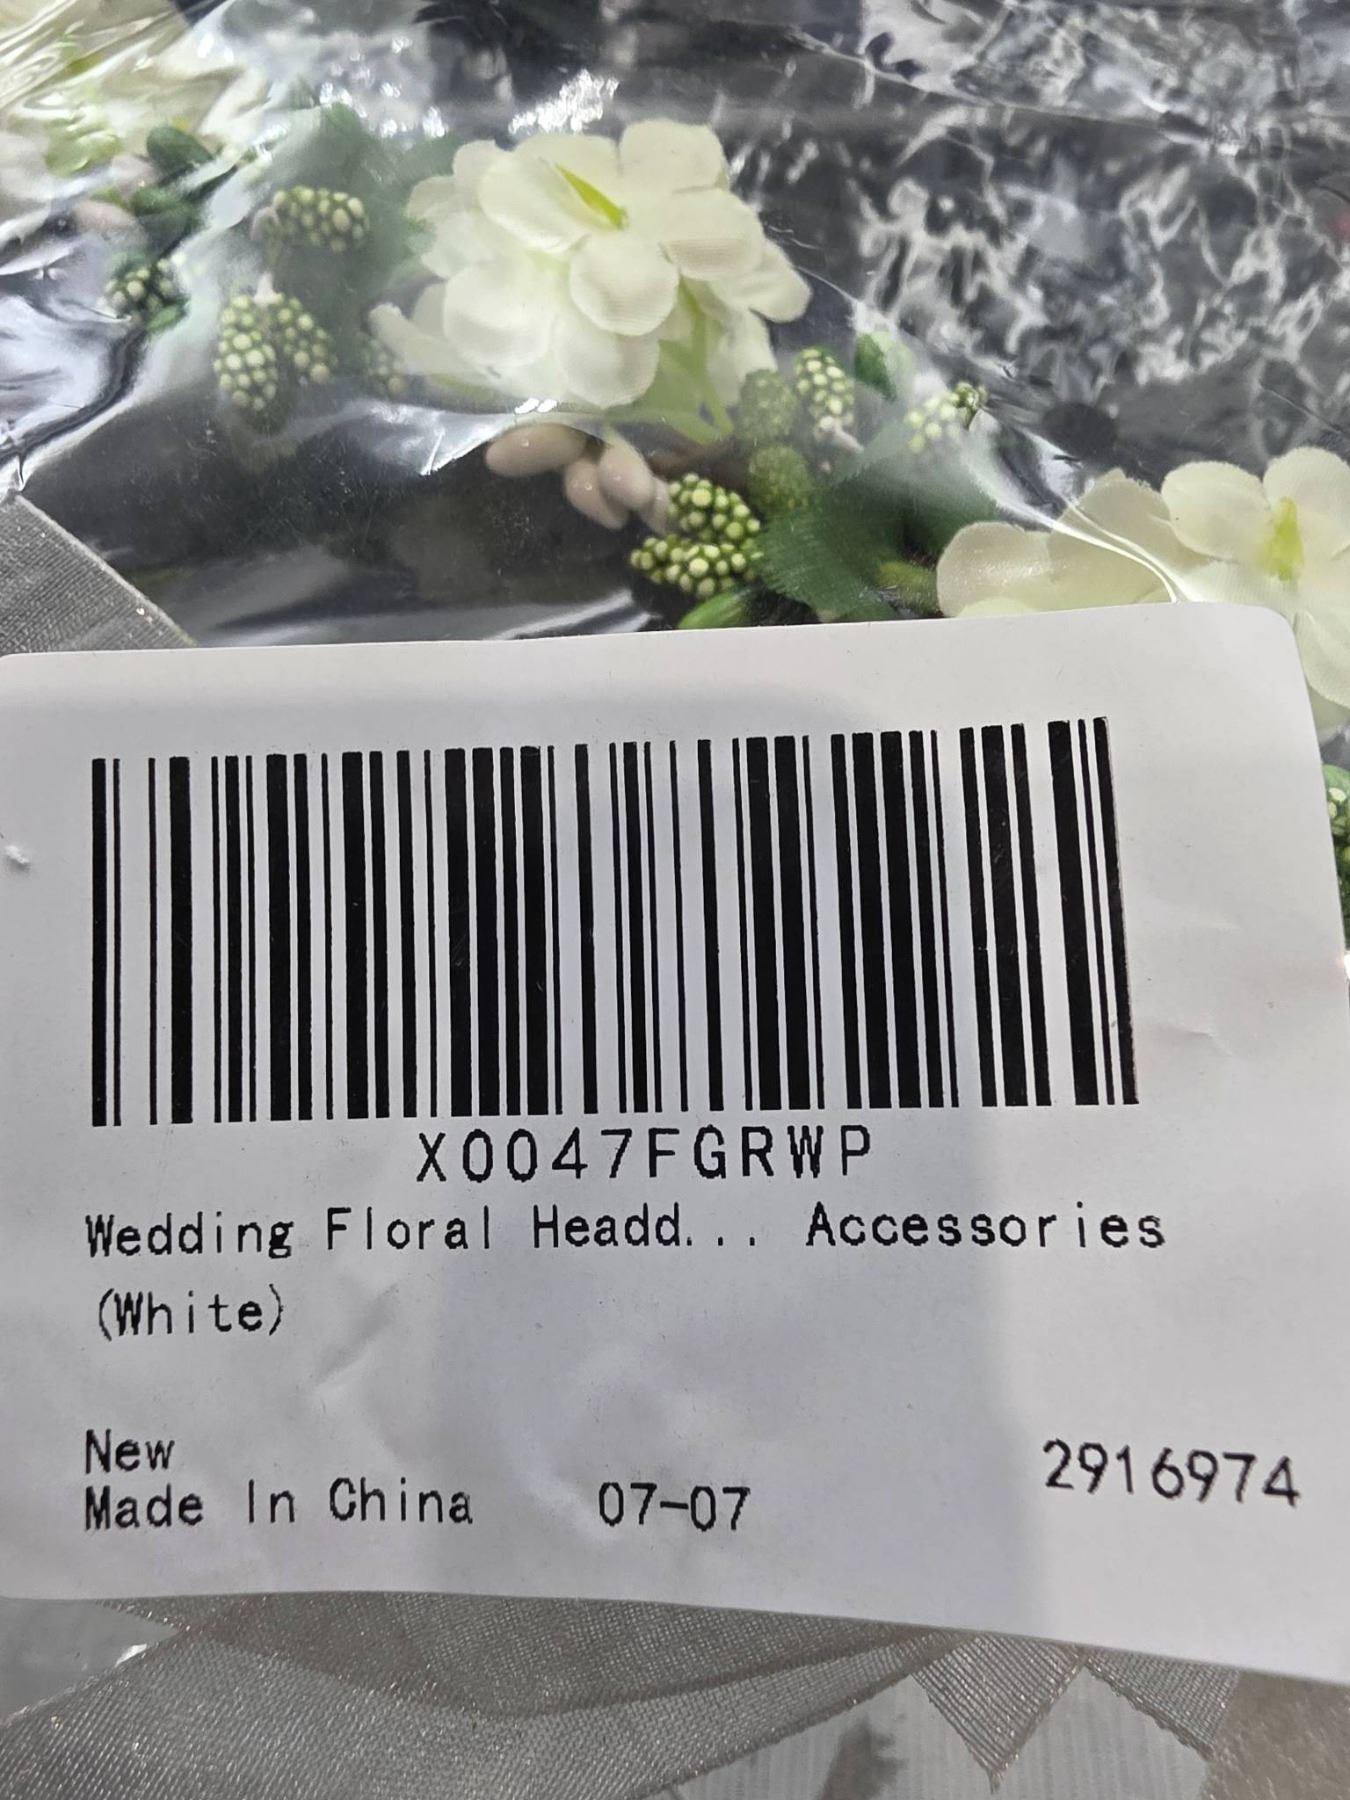 X0047FGRWP
Wedding Floral Headd... Accessories
(White)
New
Made In China 07-07 2916974